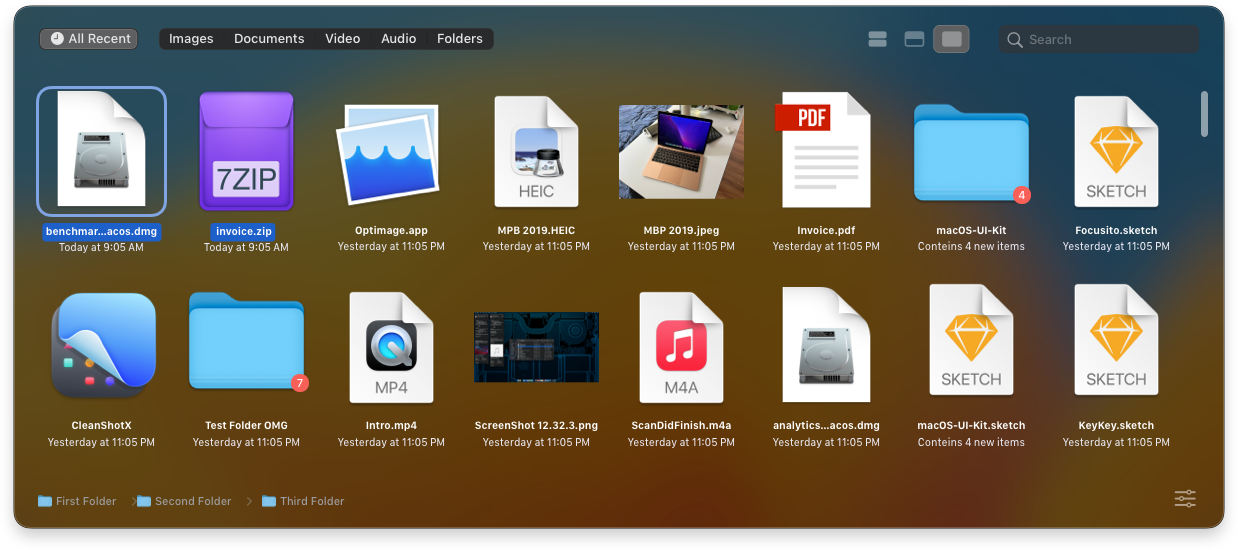 All Recent
Images Documents Video Audio Folders
Search
7ZIP
HEIC
PDF
4
SKETCH
benchmar...acos.dmg
Today at 9:05 AM
invoice.zip
Today at 9:05 AM
Optimage.app
Yesterday at 11:05 PM
MPB 2019.HEIC
Yesterday at 11:05 PM
MBP 2019.jpeg
Yesterday at 11:05 PM
Invoice.pdf
Yesterday at 11:05 PM
macOS-UI-Kit
Conteins 4 new items
Focusito.sketch
Yesterday at 11:05 PM
7
MP4
M4A
SKETCH
SKETCH
CleanShotX
Yesterday at 11:05 PM
Test Folder OMG
Yesterday at 11:05 PM
Intro.mp4
Yesterday at 11:05 PM
ScreenShot 12.32.3.png
Yesterday at 11:05 PM
ScanDidFinish.m4a
Yesterday at 11:05 PM
analytics...acos.dmg
Yesterday at 11:05 PM
macOS-UI-Kit.sketch
Conteins 4 new items
KeyKey.sketch
Yesterday at 11:05 PM
First Folder Second Folder Third Folder